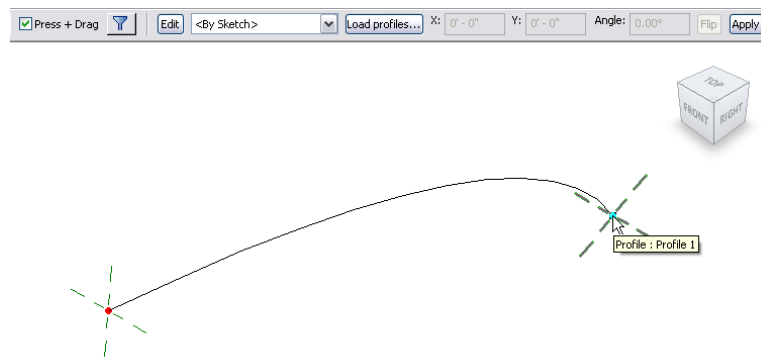 Press + Drag Edit <By Sketch> Load profiles... X: 0' - 0" Y: 0' - 0" Angle: 0.00° Flip Apply
TOP
FRONT RIGHT
Profile : Profile 1